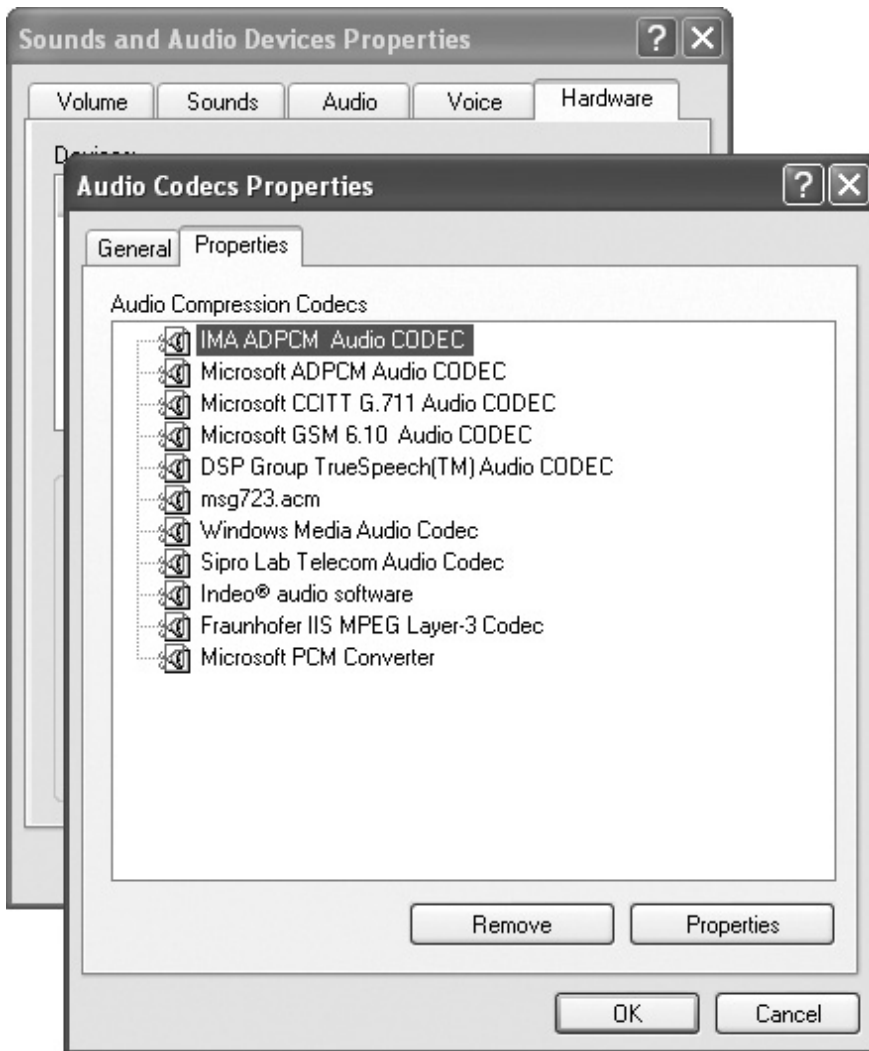 Sounds and Audio Devices Properties
Volume Sounds Audio Voice Hardware
Devices:
Audio Codecs Properties
General Properties
Audio Compression Codecs
IMA ADPCM  Audio CODEC
Microsoft ADPCM Audio CODEC
Microsoft CCITT G.711 Audio CODEC
Microsoft GSM 6.10  Audio CODEC
DSP Group TrueSpeech(TM) Audio CODEC
msg723.acm
Windows Media Audio Codec
Sipro Lab Telecom Audio Codec
Indeo® audio software
Fraunhofer IIS MPEG Layer-3 Codec
Microsoft PCM Converter
Remove Properties
OK Cancel